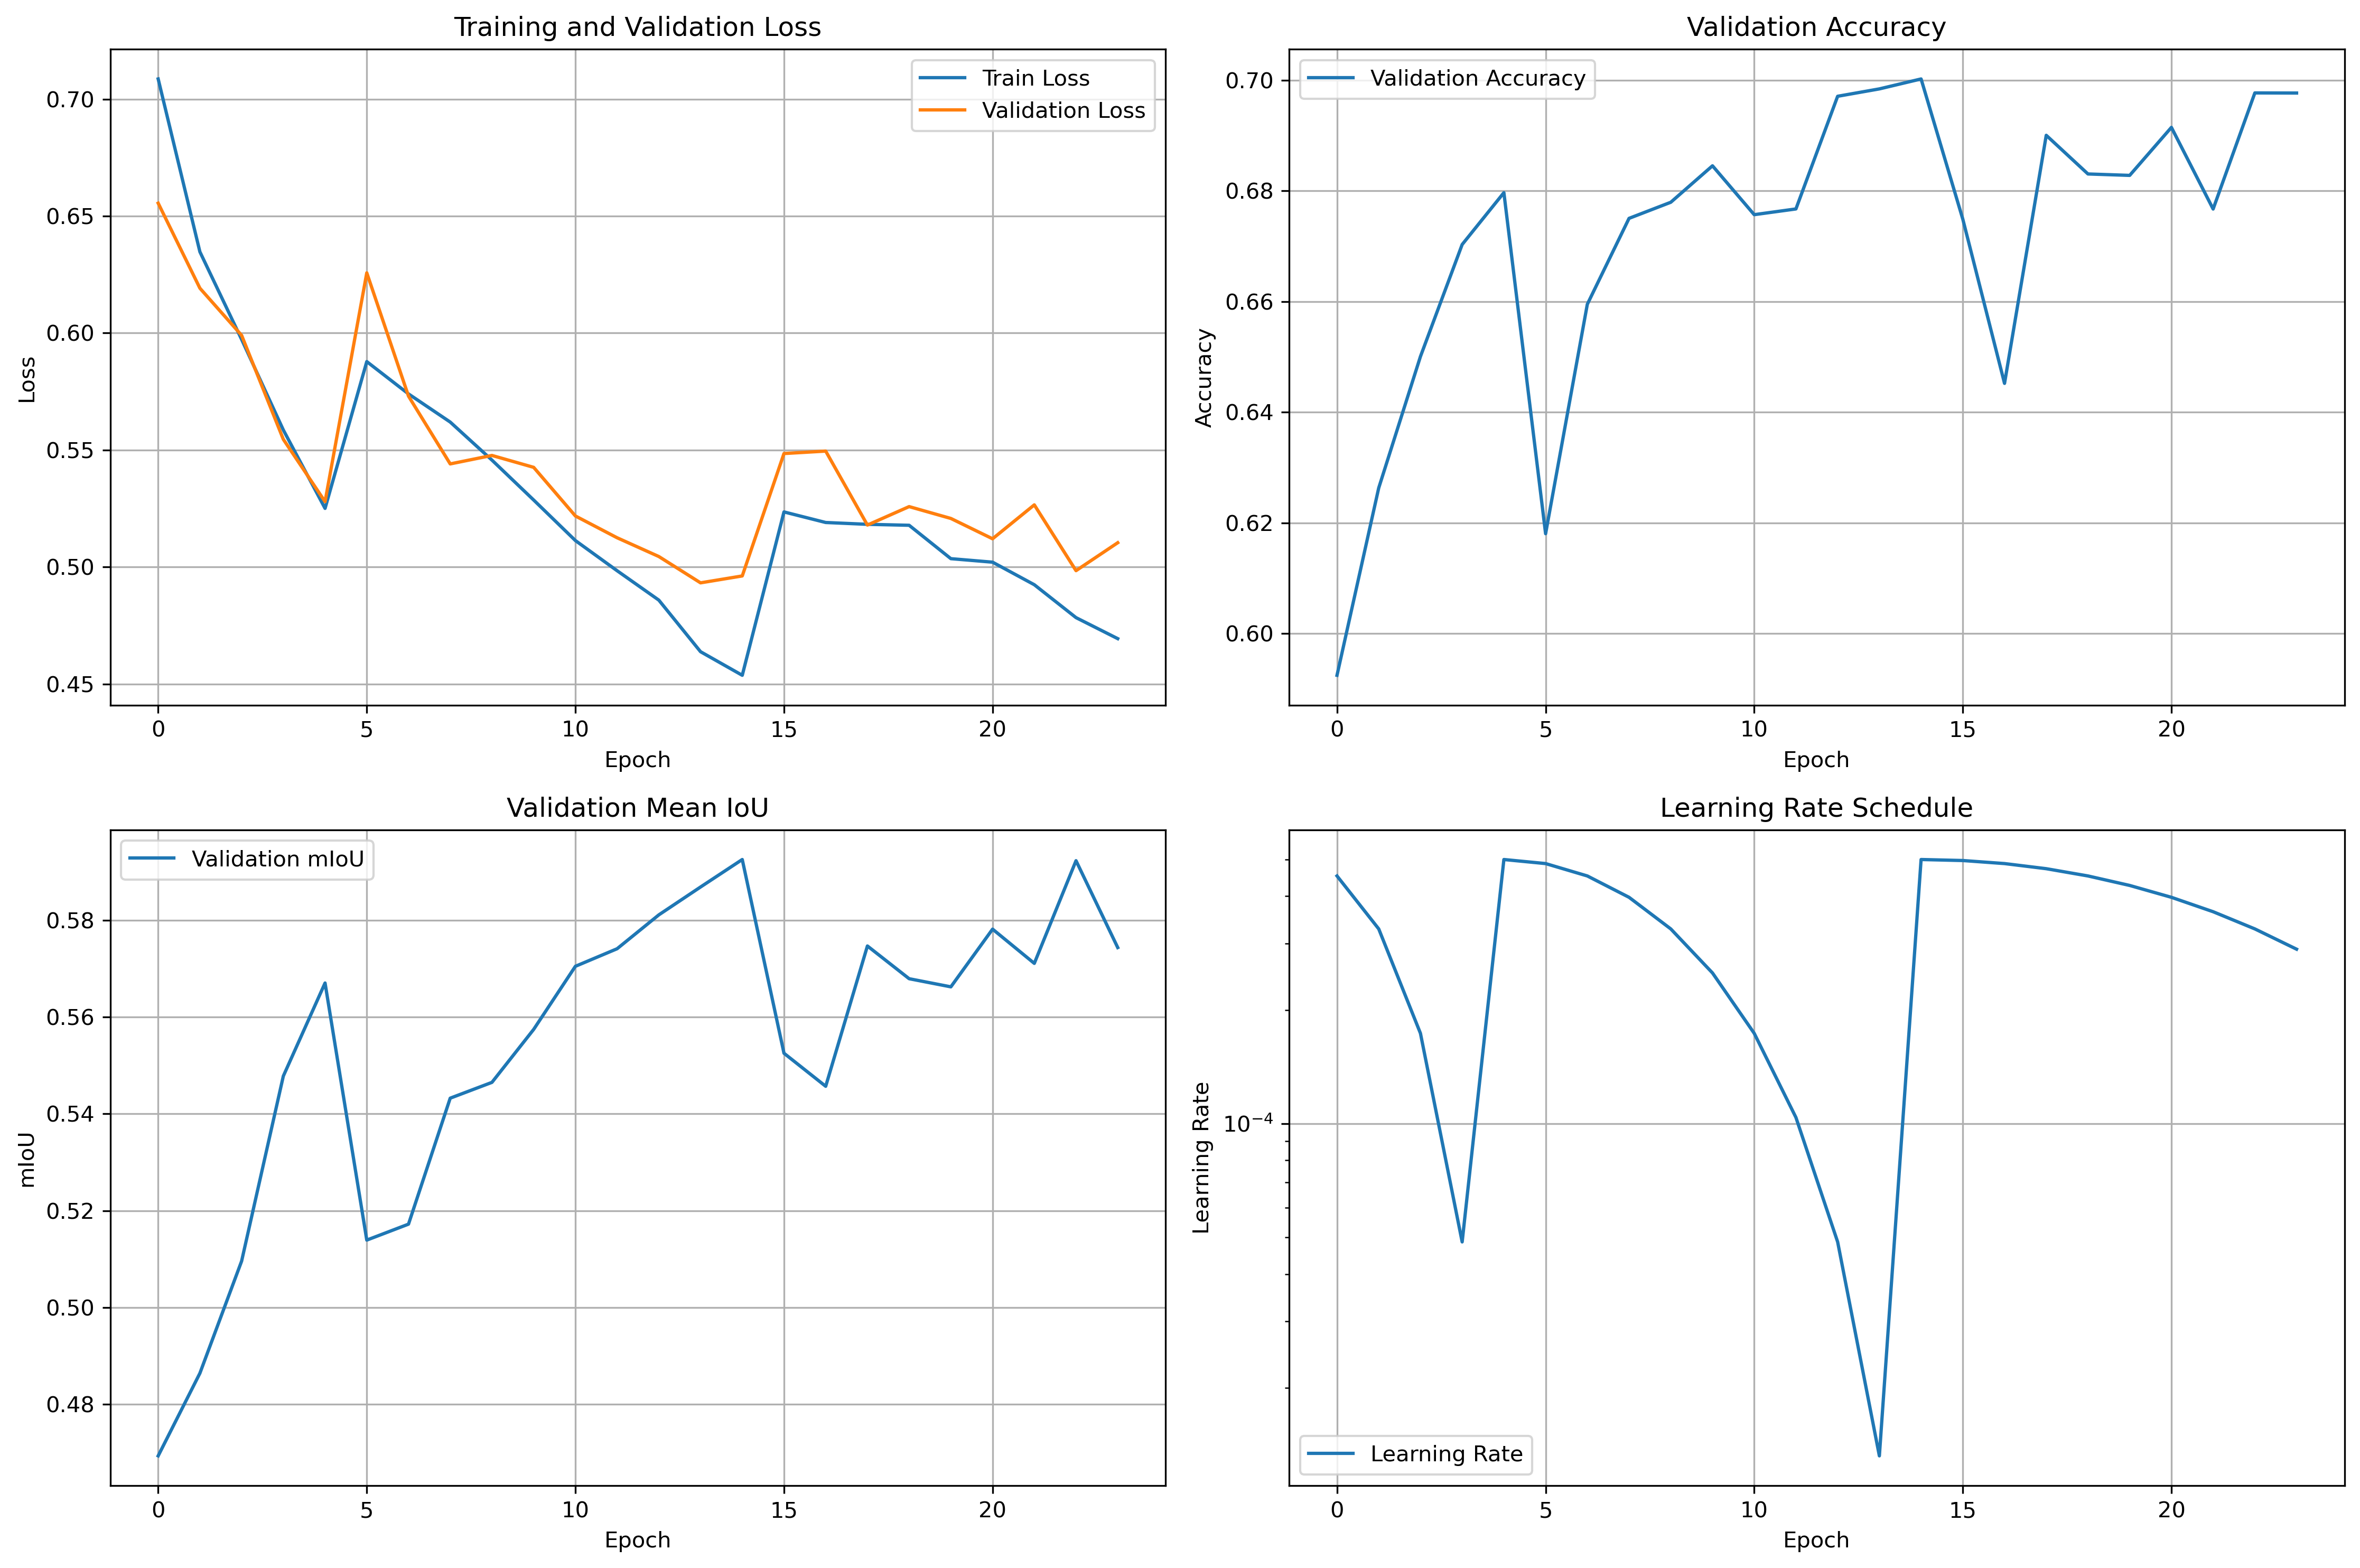 Training and Validation Loss
Train Loss
Validation Loss
0.70
0.65
0.60
0.55
0.50
0.45
Loss
0 5 10 15 20
Epoch
Validation Accuracy
Validation Accuracy
0.70
0.68
0.66
0.64
0.62
0.60
Accuracy
0 5 10 15 20
Epoch
Validation Mean IoU
Validation mIoU
0.58
0.56
0.54
0.52
0.50
0.48
mIoU
0 5 10 15 20
Epoch
Learning Rate Schedule
10⁻⁴
Learning Rate
Learning Rate
0 5 10 15 20
Epoch